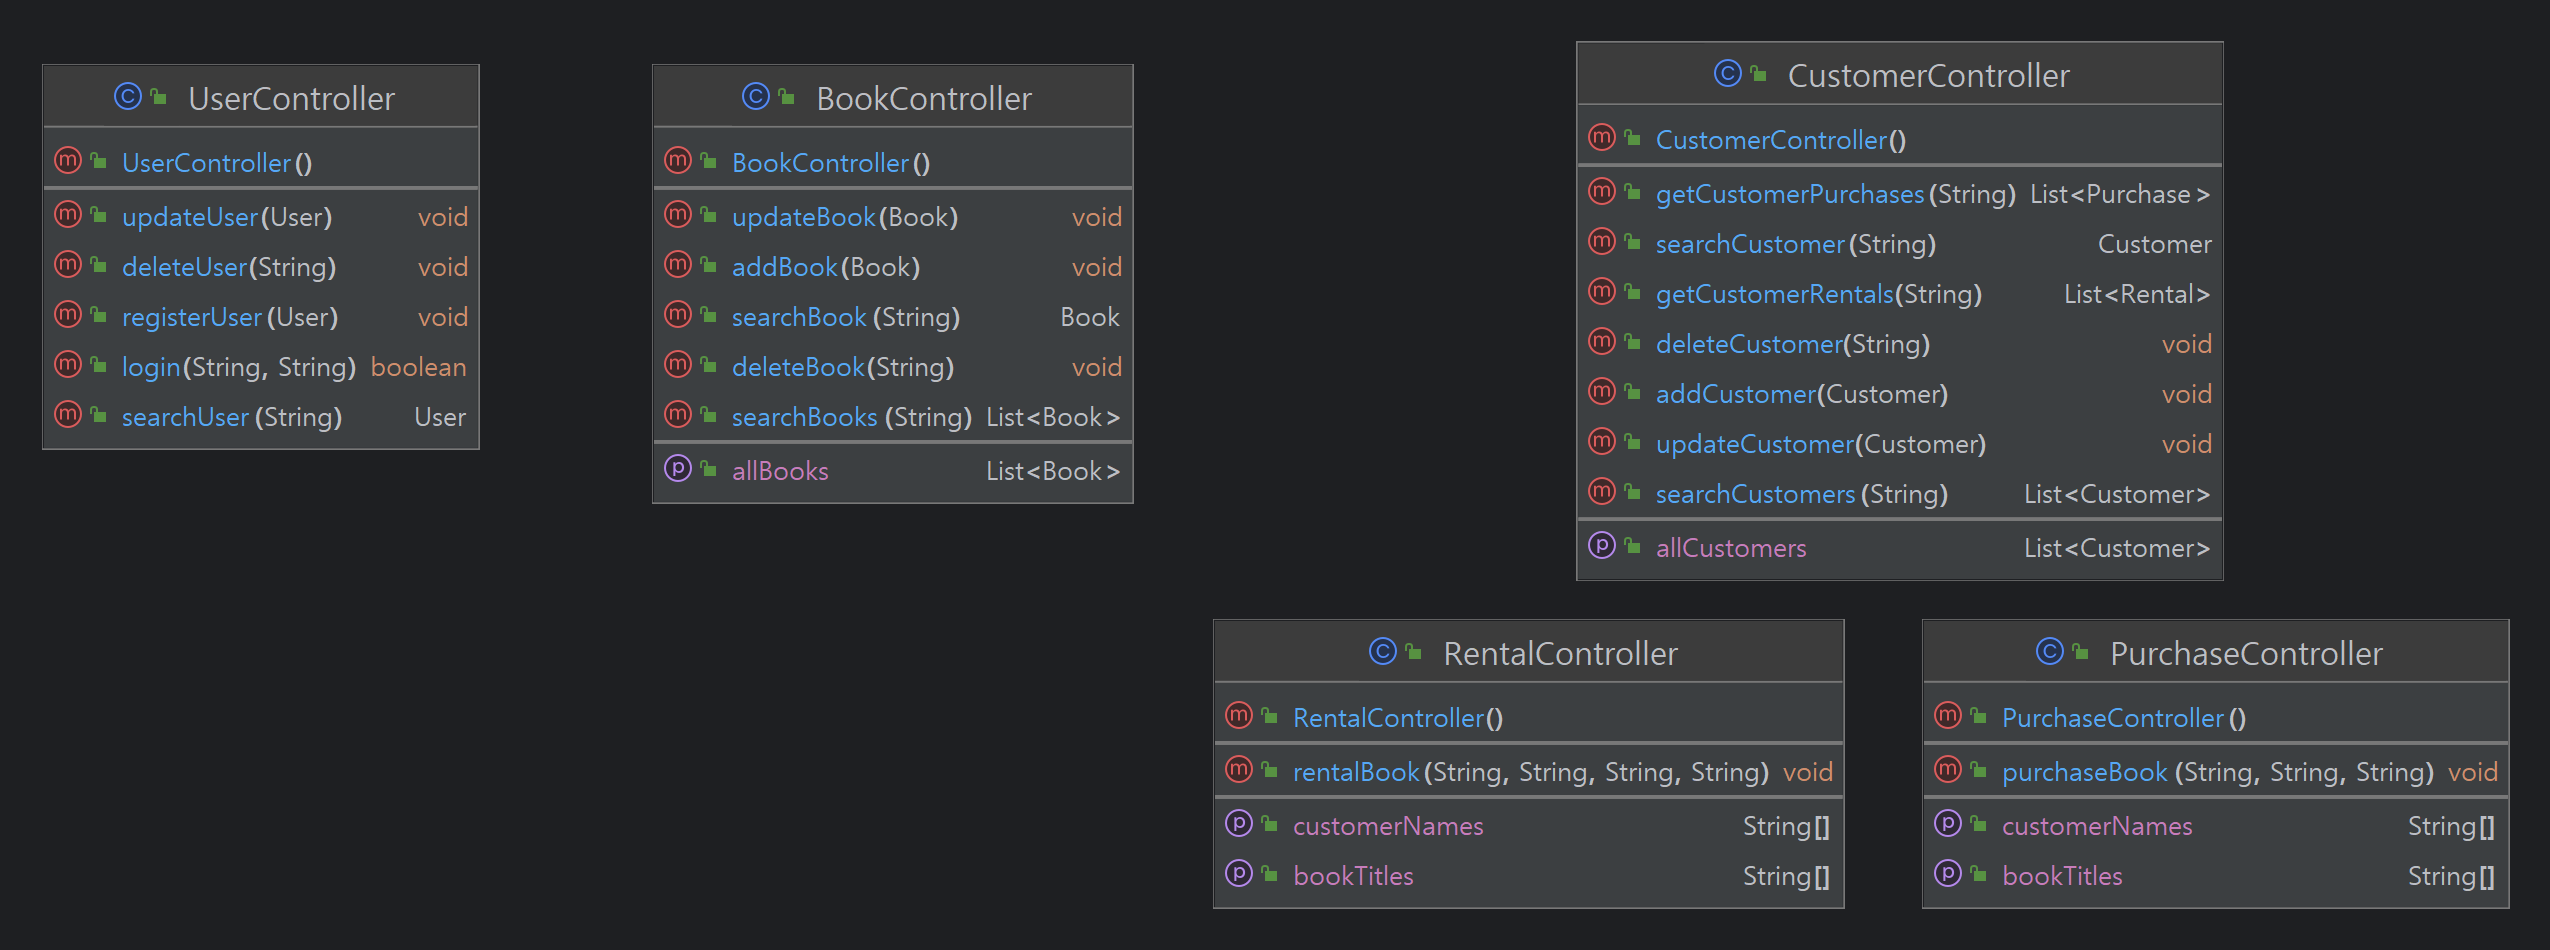 UserController
UserController()
updateUser(User) void
deleteUser(String) void
registerUser(User) void
login(String, String) boolean
searchUser(String) User
BookController
BookController()
updateBook(Book) void
addBook(Book) void
searchBook(String) Book
deleteBook(String) void
searchBooks(String) List<Book>
allBooks List<Book>
CustomerController
CustomerController()
getCustomerPurchases(String) List<Purchase>
searchCustomer(String) Customer
getCustomerRentals(String) List<Rental>
deleteCustomer(String) void
addCustomer(Customer) void
updateCustomer(Customer) void
searchCustomers(String) List<Customer>
allCustomers List<Customer>
RentalController
RentalController()
rentalBook(String, String, String, String) void
customerNames String[]
bookTitles String[]
PurchaseController
PurchaseController()
purchaseBook(String, String, String) void
customerNames String[]
bookTitles String[]